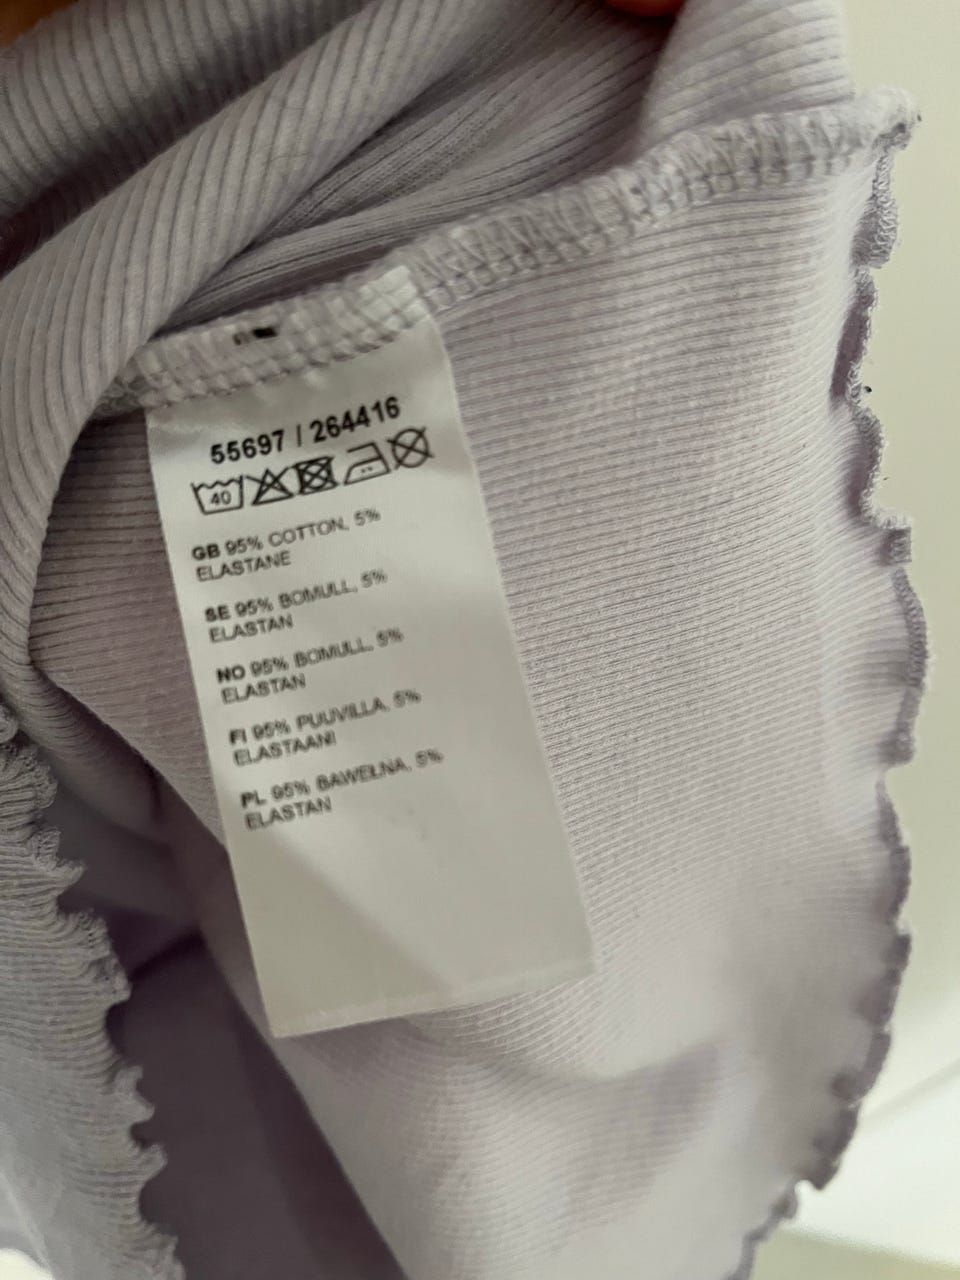 55697 / 264416
40
GB 95% COTTON, 5%
ELASTANE
SE 95% BOMULL, 5%
ELASTAN
NO 95% BOMULL, 5%
ELASTAN
FI 95% PUUVILLA, 5%
ELASTAANI
PL 95% BAWEŁNA, 5%
ELASTAN